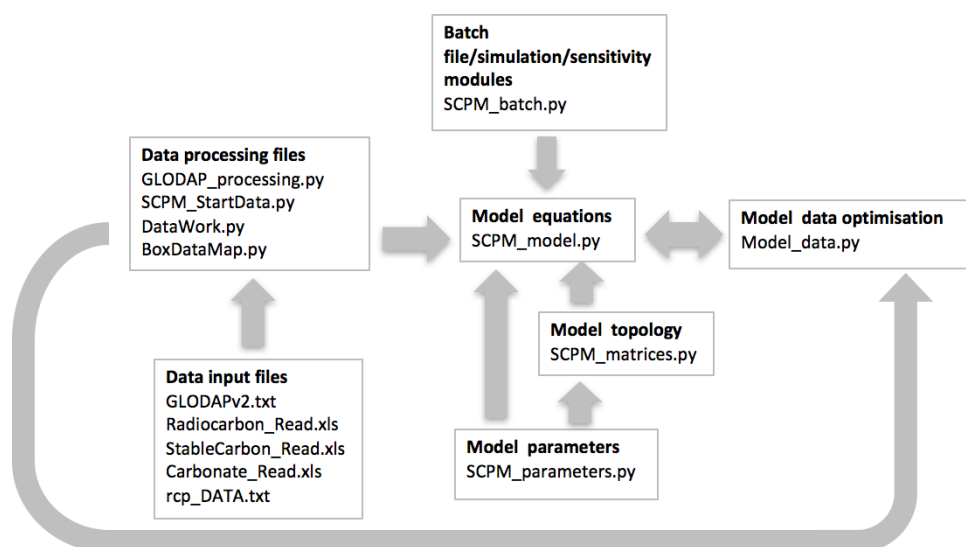 Batch
file/simulation/sensitivity
modules
SCPM_batch.py
Data processing files
GLODAP_processing.py
SCPM_StartData.py
DataWork.py
BoxDataMap.py
Model equations
SCPM_model.py
Model data optimisation
Model_data.py
Model topology
SCPM_matrices.py
Data input files
GLODAPv2.txt
Radiocarbon_Read.xls
StableCarbon_Read.xls
Carbonate_Read.xls
rcp_DATA.txt
Model parameters
SCPM_parameters.py